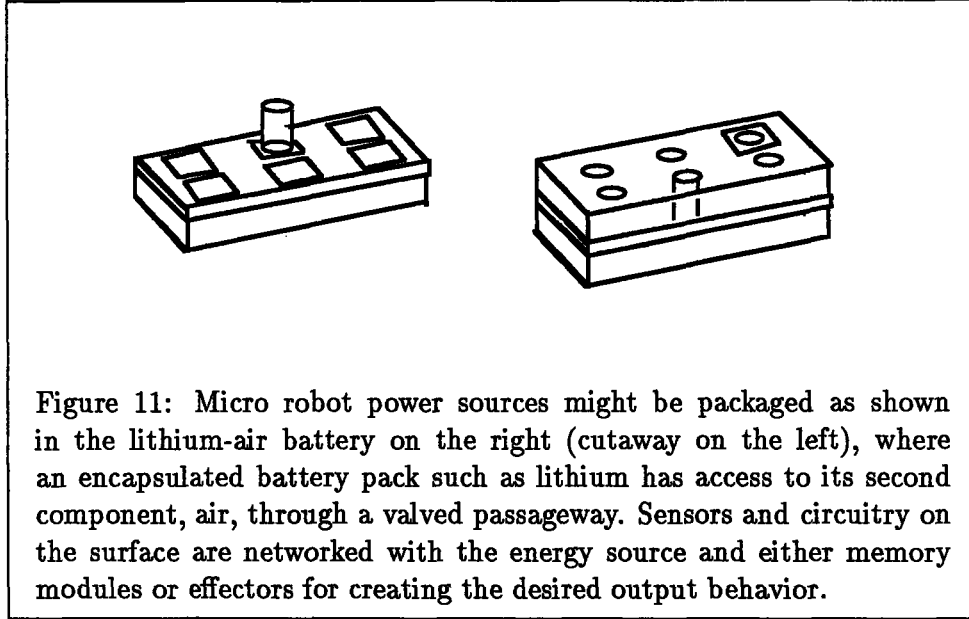 Figure 11: Micro robot power sources might be packaged as shown
in the lithium-air battery on the right (cutaway on the left), where
an encapsulated battery pack such as lithium has access to its second
component, air, through a valved passageway. Sensors and circuitry on
the surface are networked with the energy source and either memory
modules or effectors for creating the desired output behavior.